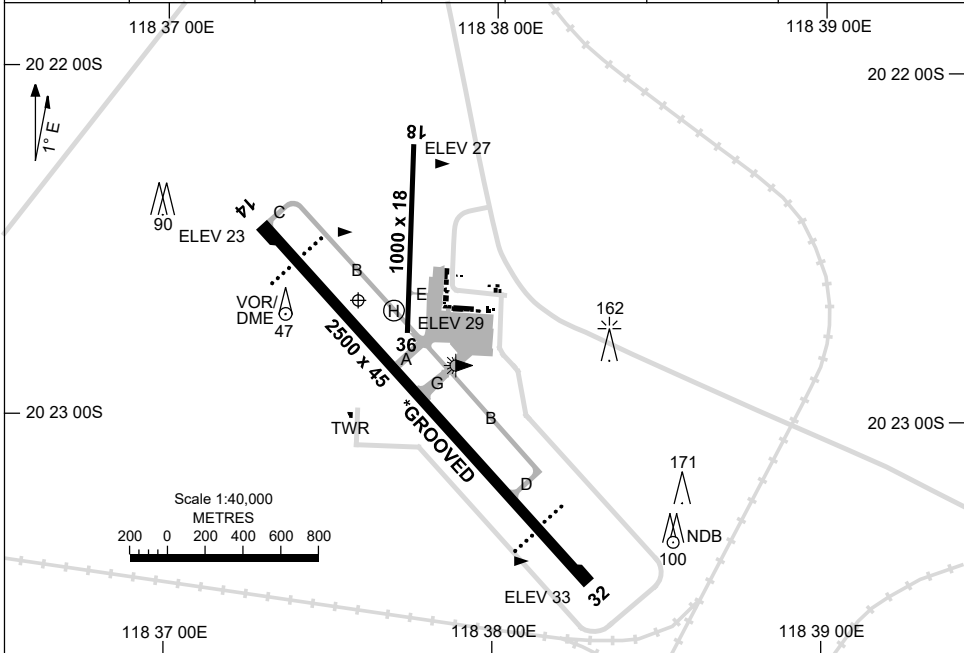 118 37 00E
118 38 00E
118 39 00E
20 22 00S
20 22 00S
1° E
18
ELEV 27
90
14
C
ELEV 23
1000 x 18
B
E
VOR/
DME
47
H
ELEV 29
162
36
A
2500 x 45
G
*GROOVED
B
20 23 00S
20 23 00S
TWR
171
D
Scale 1:40,000
METRES
200 0 200 400 600 800
NDB
100
ELEV 33
32
118 37 00E
118 38 00E
118 39 00E